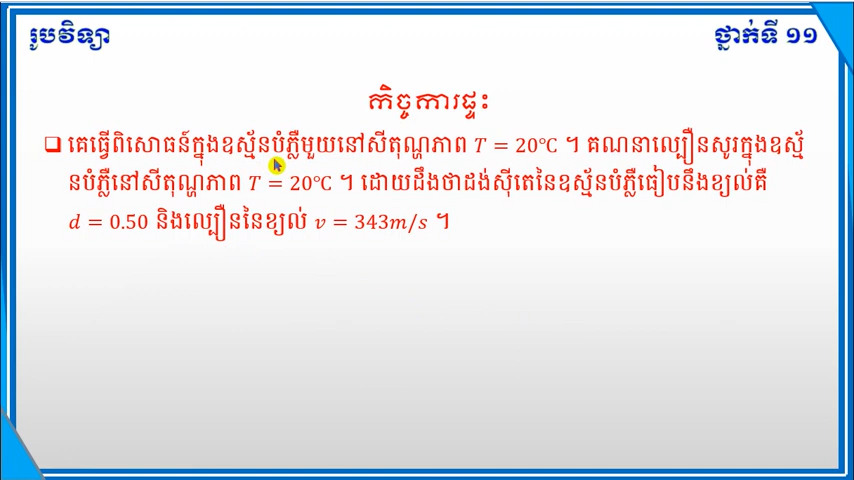 រូបវិទ្យា
ថ្នាក់ទី ១១
កិច្ចការផ្ទះ
❑ គេធ្វើពិសោធន៍ក្នុងឧស្ម័នបំភ្លឺមួយនៅសីតុណ្ហភាព T = 20°C ។ គណនាល្បឿនសូរក្នុងឧស្ម័
នបំភ្លឺនៅសីតុណ្ហភាព T = 20°C ។ ដោយដឹងថាដង់ស៊ីតេនៃឧស្ម័នបំភ្លឺធៀបនឹងខ្យល់គឺ
d = 0.50 និងល្បឿននៃខ្យល់ v = 343m/s ។